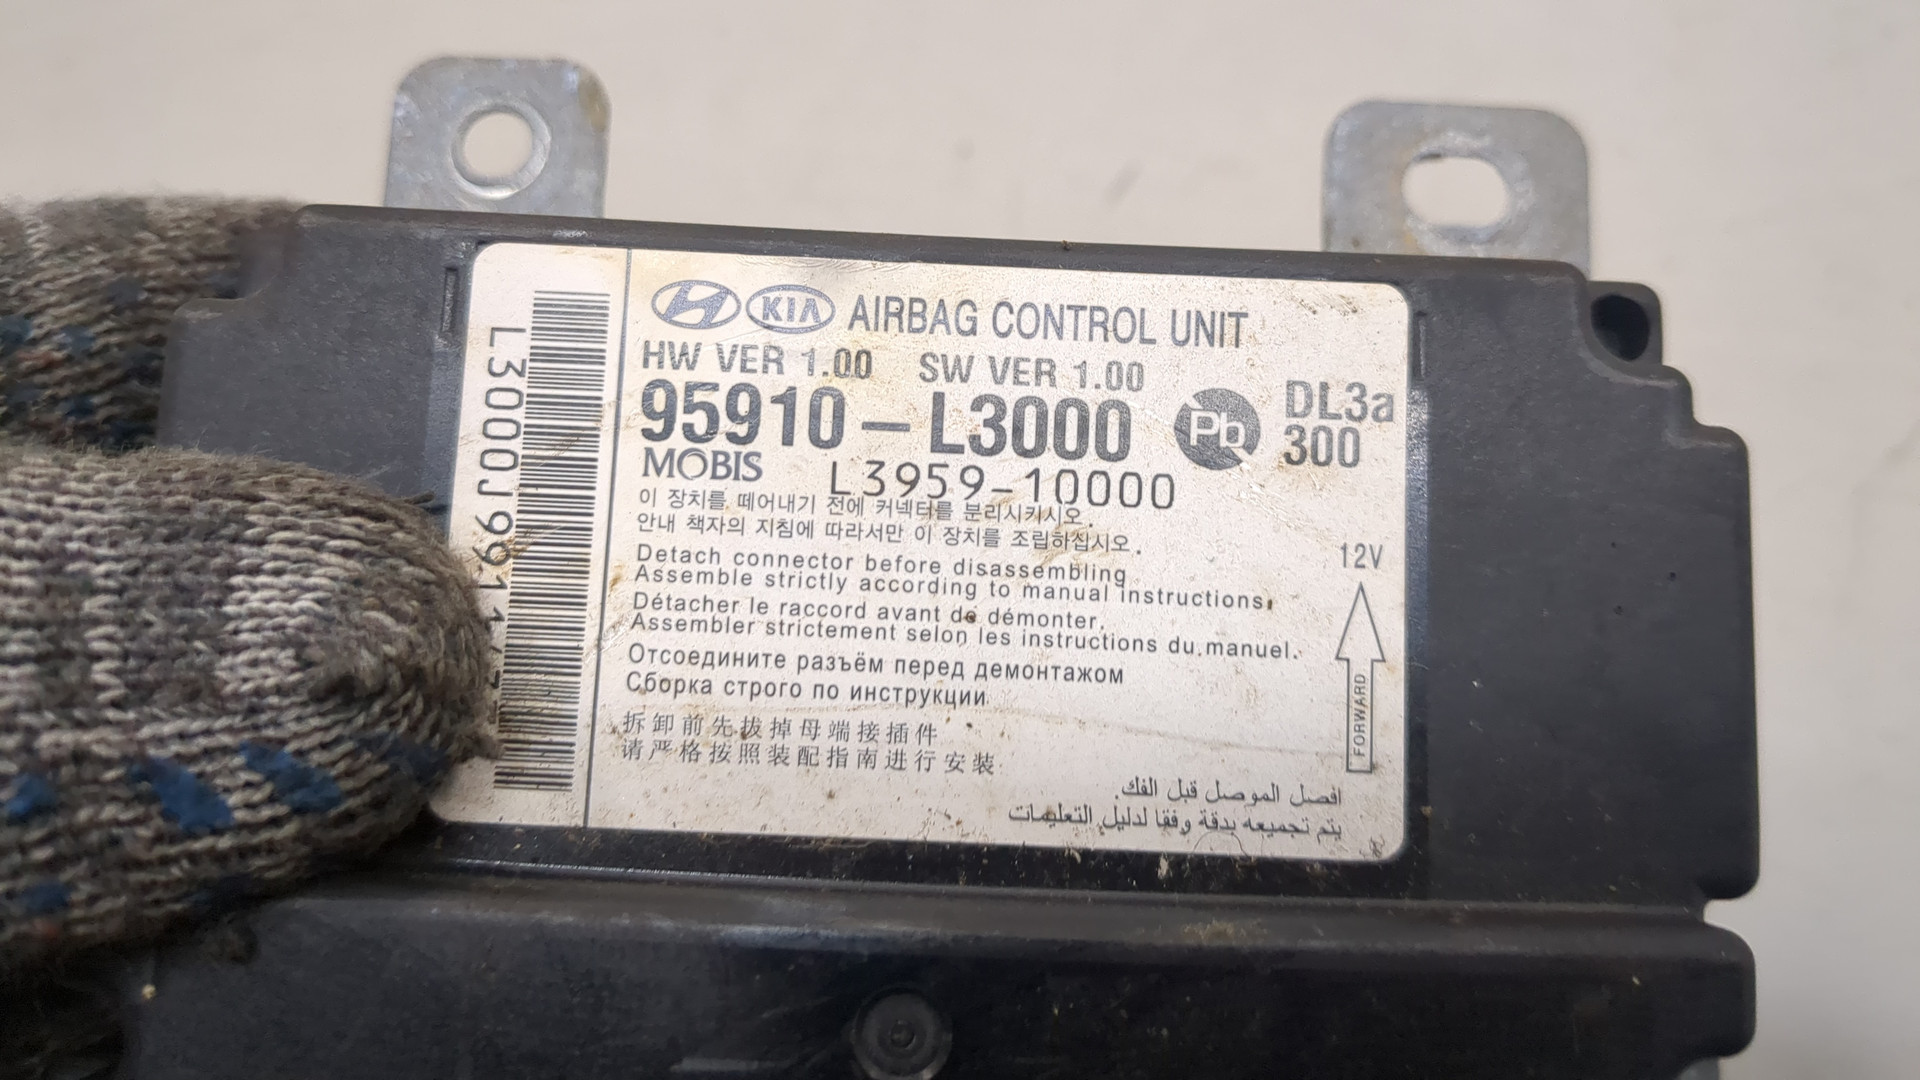 KIA AIRBAG CONTROL UNIT
HW VER 1.00 SW VER 1.00
95910-L3000 Pb DL3a
300
MOBIS L3959-10000
이 장치를 떼어내기 전에 커넥터를 분리시키시오.
안내 책자의 지침에 따라서만 이 장치를 조립하십시오.
Detach connector before disassembling
Assemble strictly according to manual instructions.
Détacher le raccord avant de démonter.
Assembler strictement selon les instructions du manuel.
Отсоедините разъём перед демонтажом
Сборка строго по инструкции
拆卸前先拔掉母端接插件
请严格按照装配指南进行安装
افصل الموصل قبل الفك.
يتم تجميعه بدقة وفقا لدليل التعليمات
12V
FORWARD